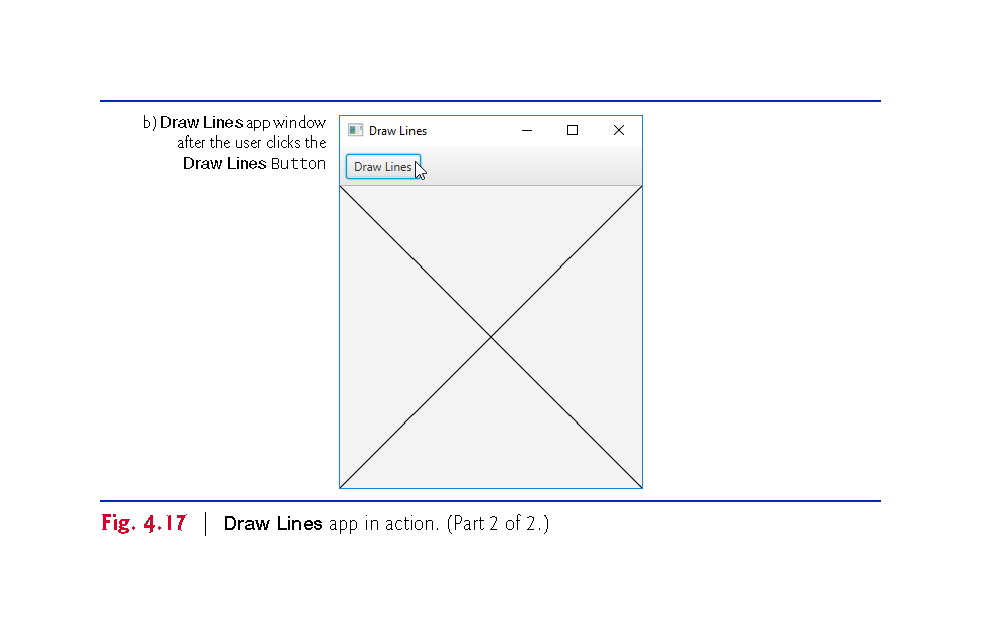 b) Draw Lines app window
after the user clicks the
Draw Lines Button
Draw Lines
Draw Lines
Fig. 4.17 | Draw Lines app in action. (Part 2 of 2.)